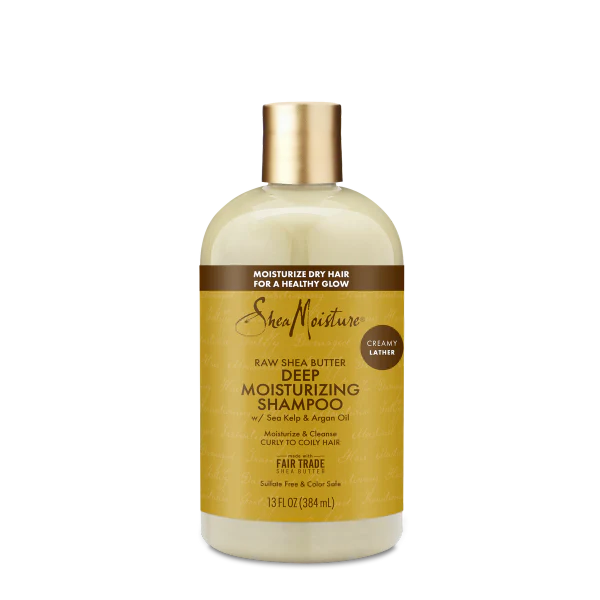 MOISTURIZE DRY HAIR
FOR A HEALTHY GLOW
SheaMoisture®
CREAMY
LATHER
RAW SHEA BUTTER
DEEP
MOISTURIZING
SHAMPOO
w/ Sea Kelp & Argan Oil
Moisturize & Cleanse
CURLY TO COILY HAIR
made with
FAIR TRADE
SHEA BUTTER
Sulfate Free & Color Safe
13 FL OZ (384 mL)